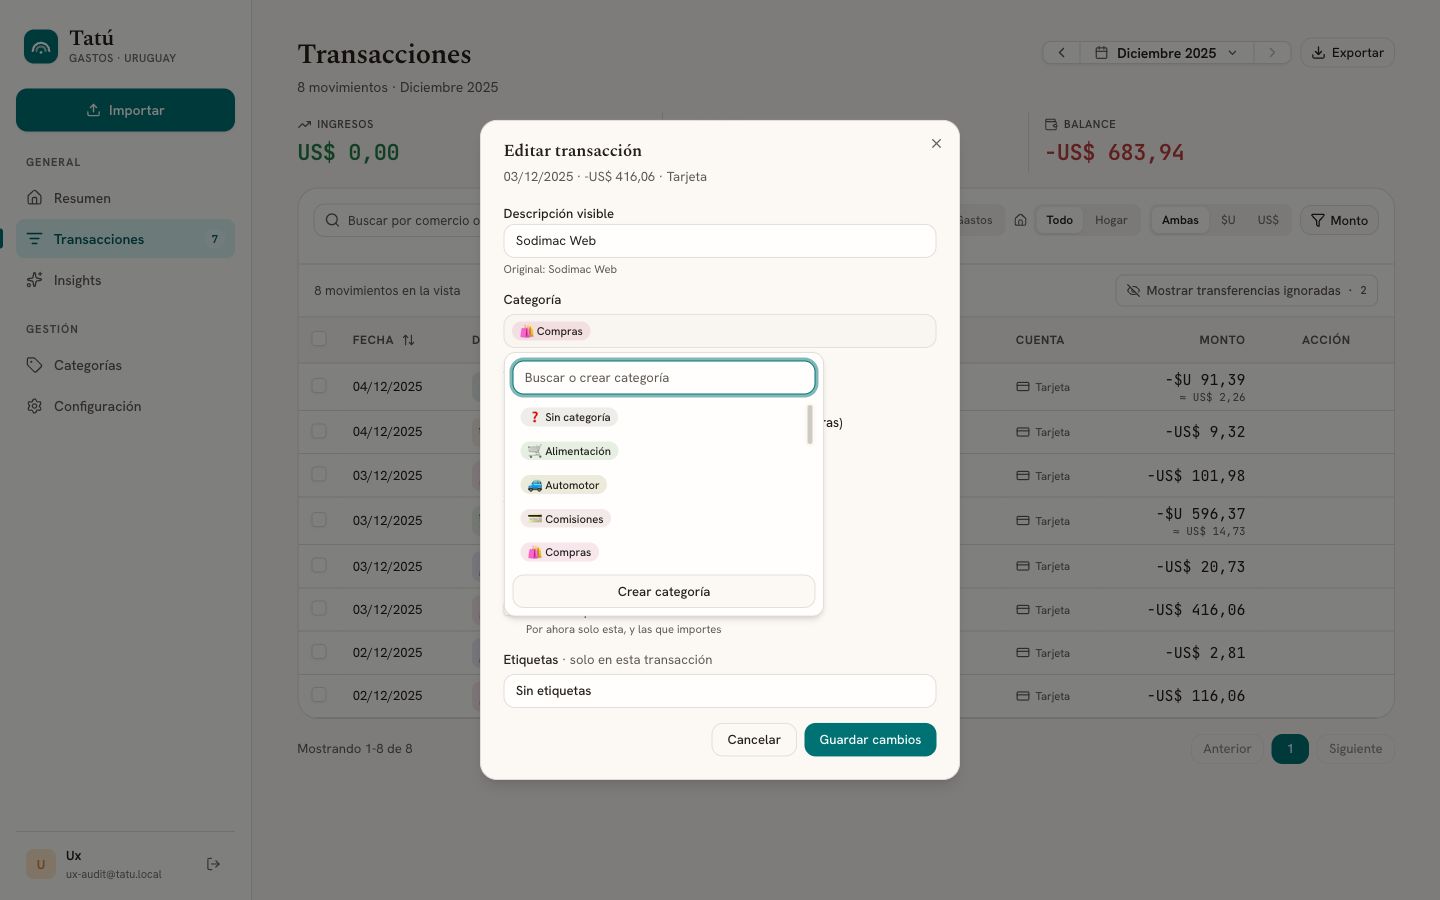 Tatú
GASTOS · URUGUAY
Importar
GENERAL
Resumen
Transacciones 7
Insights
GESTIÓN
Categorías
Configuración
U
Ux
ux-audit@tatu.local
Transacciones
8 movimientos · Diciembre 2025
Diciembre 2025
Exportar
INGRESOS
US$ 0,00
BALANCE
-US$ 683,94
Buscar por comercio o
Gastos
Todo Hogar
Ambas $U US$
Monto
8 movimientos en la vista
Mostrar transferencias ignoradas · 2
FECHA
CUENTA MONTO ACCIÓN
04/12/2025 Tarjeta -$U 91,39
≈ US$ 2,26
04/12/2025 Tarjeta -US$ 9,32
03/12/2025 Tarjeta -US$ 101,98
03/12/2025 Tarjeta -$U 596,37
≈ US$ 14,73
03/12/2025 Tarjeta -US$ 20,73
03/12/2025 Tarjeta -US$ 416,06
02/12/2025 Tarjeta -US$ 2,81
02/12/2025 Tarjeta -US$ 116,06
Mostrando 1-8 de 8
Anterior 1 Siguiente
Editar transacción
03/12/2025 · -US$ 416,06 · Tarjeta
Descripción visible
Sodimac Web
Original: Sodimac Web
Categoría
Compras
Buscar o crear categoría
Sin categoría
Alimentación
Automotor
Comisiones
Compras
Crear categoría
ras)
Por ahora solo esta, y las que importes
Etiquetas · solo en esta transacción
Sin etiquetas
Cancelar
Guardar cambios